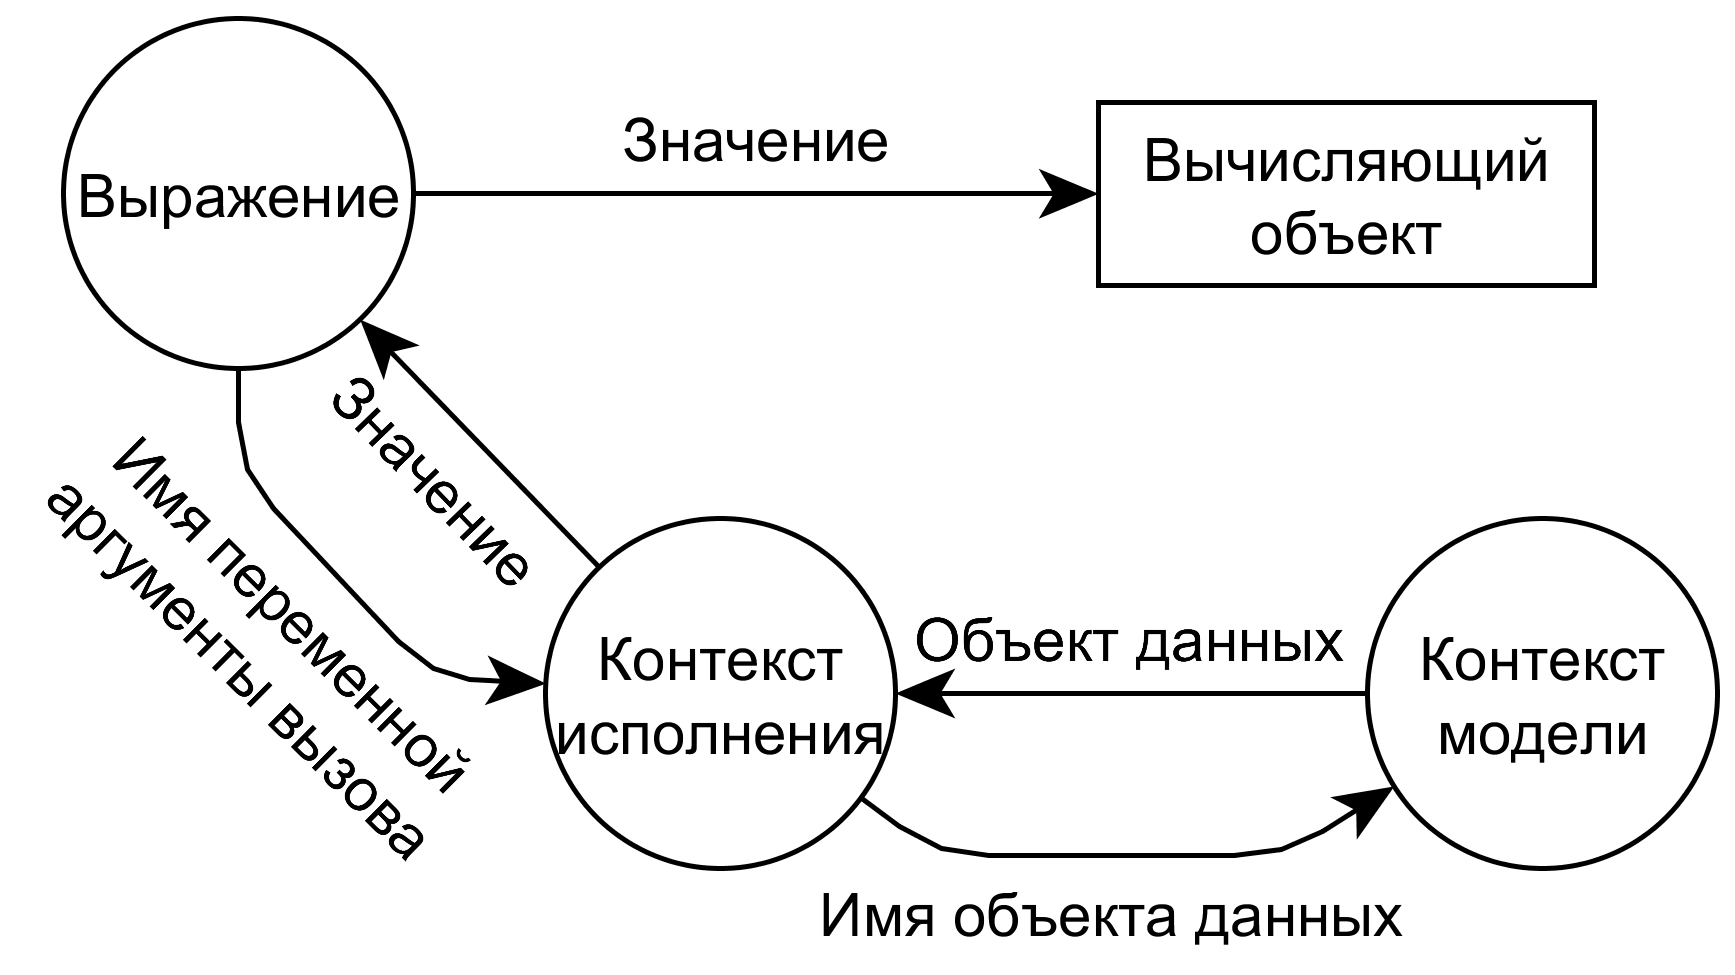 Значение
Вычисляющий
объект
Выражение
Значение
Имя переменной
аргументы вызова
Объект данных
Контекст
исполнения
Контекст
модели
Имя объекта данных